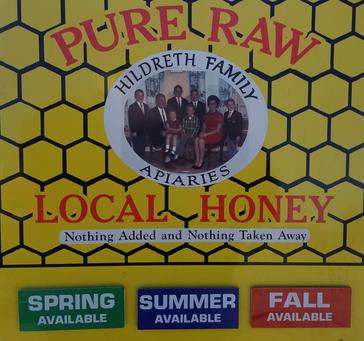 PURE RAW
HILDRETH FAMILY
APIARIES
LOCAL HONEY
Nothing Added and Nothing Taken Away
SPRING
AVAILABLE
SUMMER
AVAILABLE
FALL
AVAILABLE